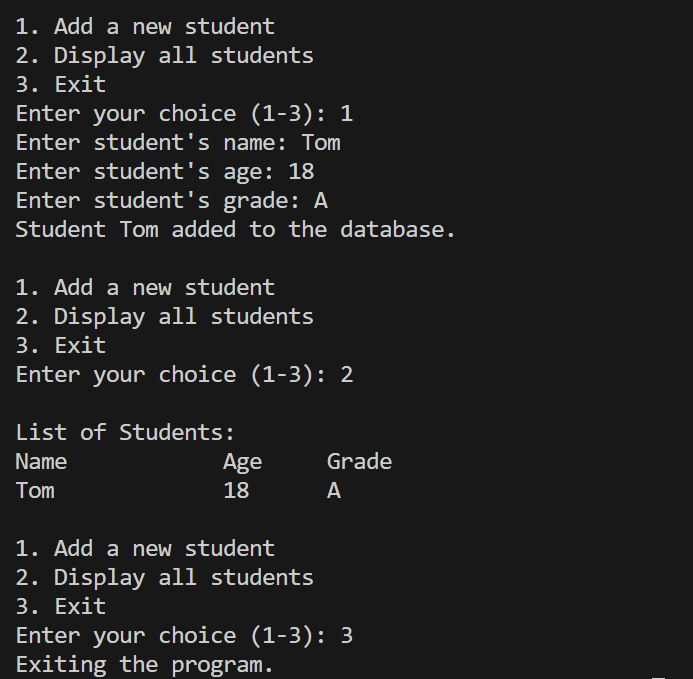 1. Add a new student
2. Display all students
3. Exit
Enter your choice (1-3): 1
Enter student's name: Tom
Enter student's age: 18
Enter student's grade: A
Student Tom added to the database.

1. Add a new student
2. Display all students
3. Exit
Enter your choice (1-3): 2

List of Students:
Name            Age     Grade
Tom             18      A

1. Add a new student
2. Display all students
3. Exit
Enter your choice (1-3): 3
Exiting the program.